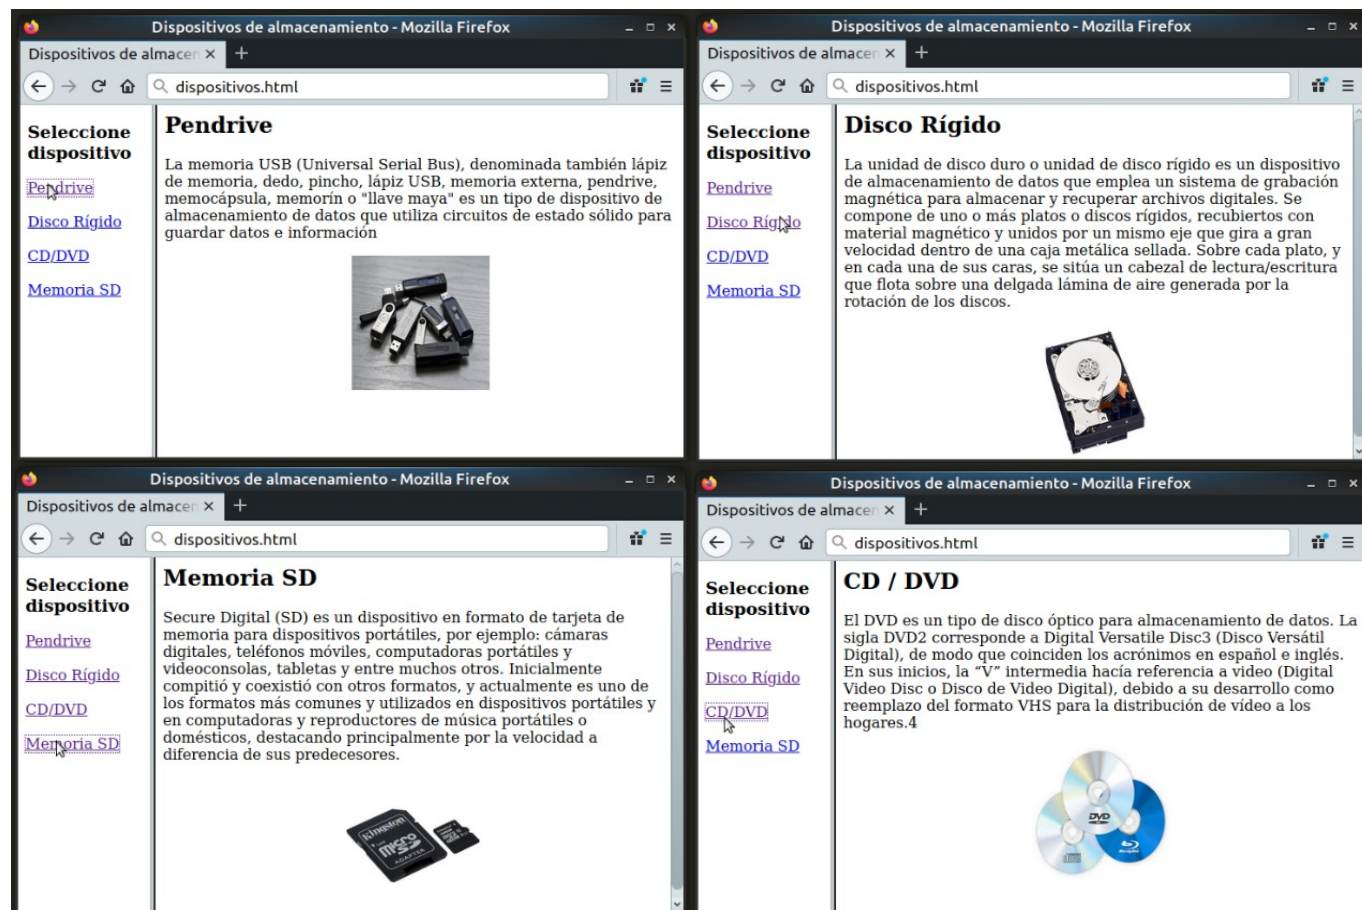 Dispositivos de almacenamiento - Mozilla Firefox
Dispositivos de almacen
dispositivos.html
Seleccione
dispositivo
Pendrive
Disco Rígido
CD/DVD
Memoria SD
Pendrive
La memoria USB (Universal Serial Bus), denominada también lápiz
de memoria, dedo, pincho, lápiz USB, memoria externa, pendrive,
memocápsula, memorín o "llave maya" es un tipo de dispositivo de
almacenamiento de datos que utiliza circuitos de estado sólido para
guardar datos e información
Dispositivos de almacenamiento - Mozilla Firefox
Dispositivos de almacen
dispositivos.html
Seleccione
dispositivo
Pendrive
Disco Rígido
CD/DVD
Memoria SD
Disco Rígido
La unidad de disco duro o unidad de disco rígido es un dispositivo
de almacenamiento de datos que emplea un sistema de grabación
magnética para almacenar y recuperar archivos digitales. Se
compone de uno o más platos o discos rígidos, recubiertos con
material magnético y unidos por un mismo eje que gira a gran
velocidad dentro de una caja metálica sellada. Sobre cada plato, y
en cada una de sus caras, se sitúa un cabezal de lectura/escritura
que flota sobre una delgada lámina de aire generada por la
rotación de los discos.
Dispositivos de almacenamiento - Mozilla Firefox
Dispositivos de almacen
dispositivos.html
Seleccione
dispositivo
Pendrive
Disco Rígido
CD/DVD
Memoria SD
Memoria SD
Secure Digital (SD) es un dispositivo en formato de tarjeta de
memoria para dispositivos portátiles, por ejemplo: cámaras
digitales, teléfonos móviles, computadoras portátiles y
videoconsolas, tabletas y entre muchos otros. Inicialmente
compitió y coexistió con otros formatos, y actualmente es uno de
los formatos más comunes y utilizados en dispositivos portátiles y
en computadoras y reproductores de música portátiles o
domésticos, destacando principalmente por la velocidad a
diferencia de sus predecesores.
Kingston
micro
SD
ADAPTER
Dispositivos de almacenamiento - Mozilla Firefox
Dispositivos de almacen
dispositivos.html
Seleccione
dispositivo
Pendrive
Disco Rígido
CD/DVD
Memoria SD
CD / DVD
El DVD es un tipo de disco óptico para almacenamiento de datos. La
sigla DVD2 corresponde a Digital Versatile Disc3 (Disco Versátil
Digital), de modo que coinciden los acrónimos en español e inglés.
En sus inicios, la “V” intermedia hacía referencia a video (Digital
Video Disc o Disco de Video Digital), debido a su desarrollo como
reemplazo del formato VHS para la distribución de vídeo a los
hogares.4
DVD